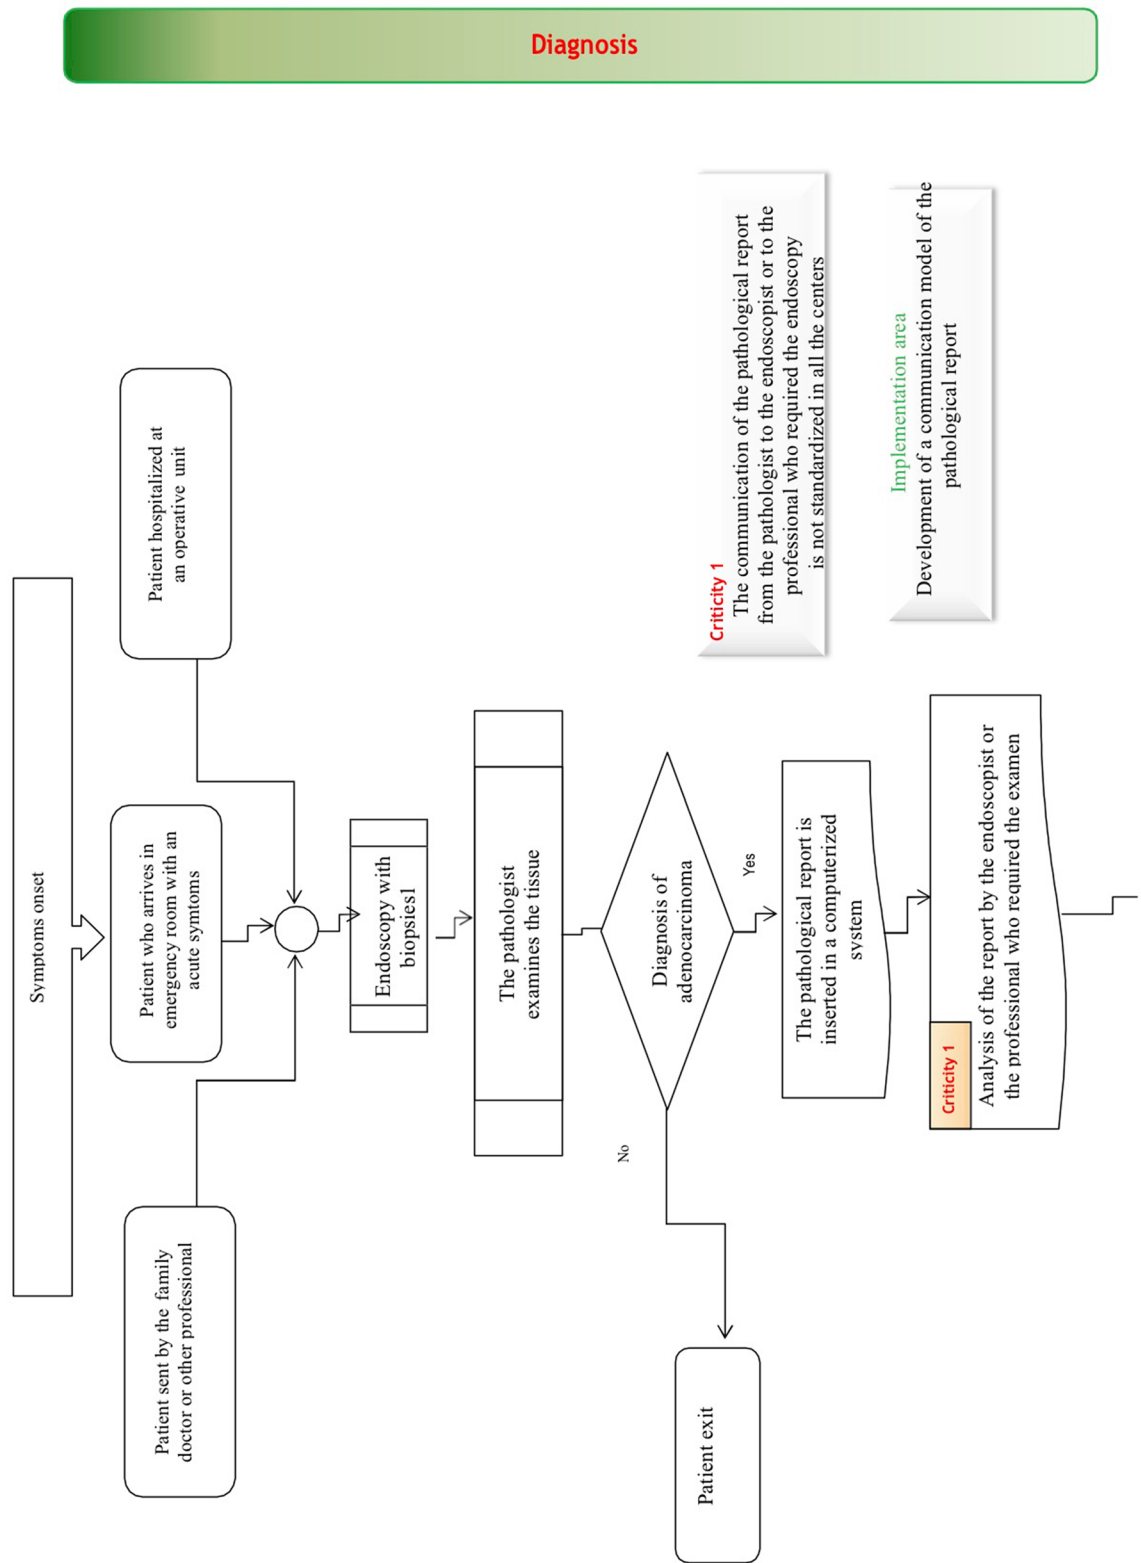 Diagnosis
Symptoms onset
Patient sent by the family
doctor or other professional
Patient who arrives in
emergency room with an
acute symtoms
Patient hospitalized at
an operative unit
Endoscopy with
biopsies1
The pathologist
examines the tissue
Diagnosis of
adenocarcinoma
No
Yes
Patient exit
The pathological report is
inserted in a computerized
system
Criticity 1
Analysis of the report by the endoscopist or
the professional who required the examen
Criticity 1
The communication of the pathological report
from the pathologist to the endoscopist or to the
professional who required the endoscopy
is not standardized in all the centers
Implementation area
Development of a communication model of the
pathological report